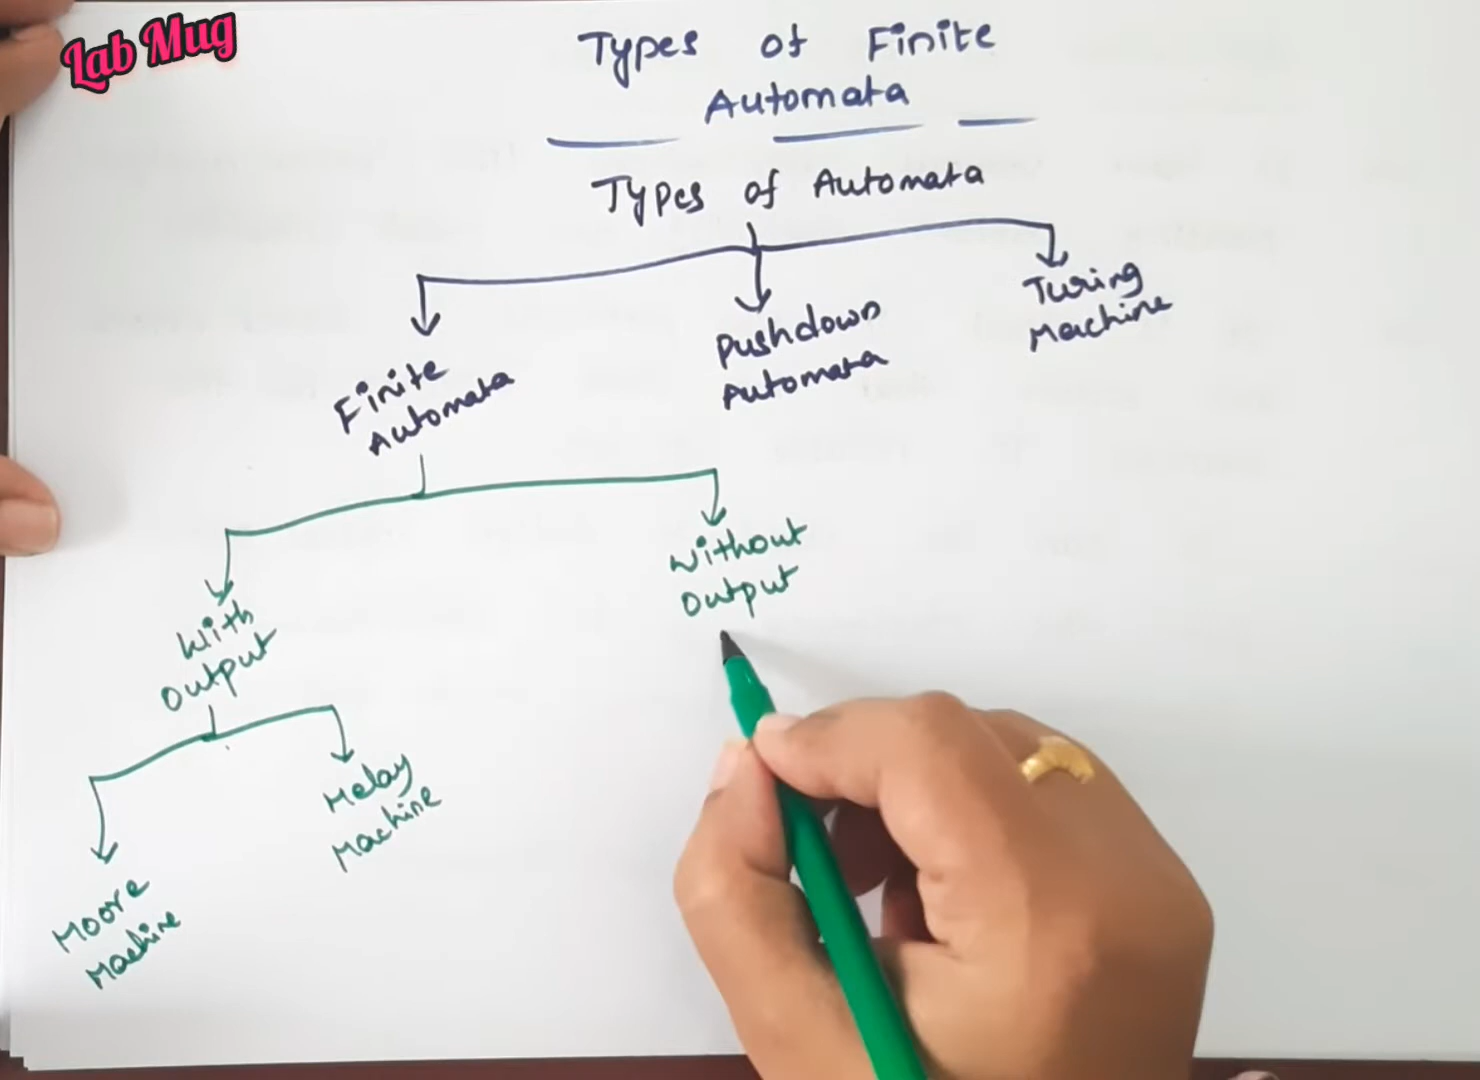 Lab Mug
Types of Finite
Automata
Types of Automata
Finite
Automata
Pushdown
Automata
Turing
Machine
With
Output
Without
Output
Moore
Machine
Melay
Machine